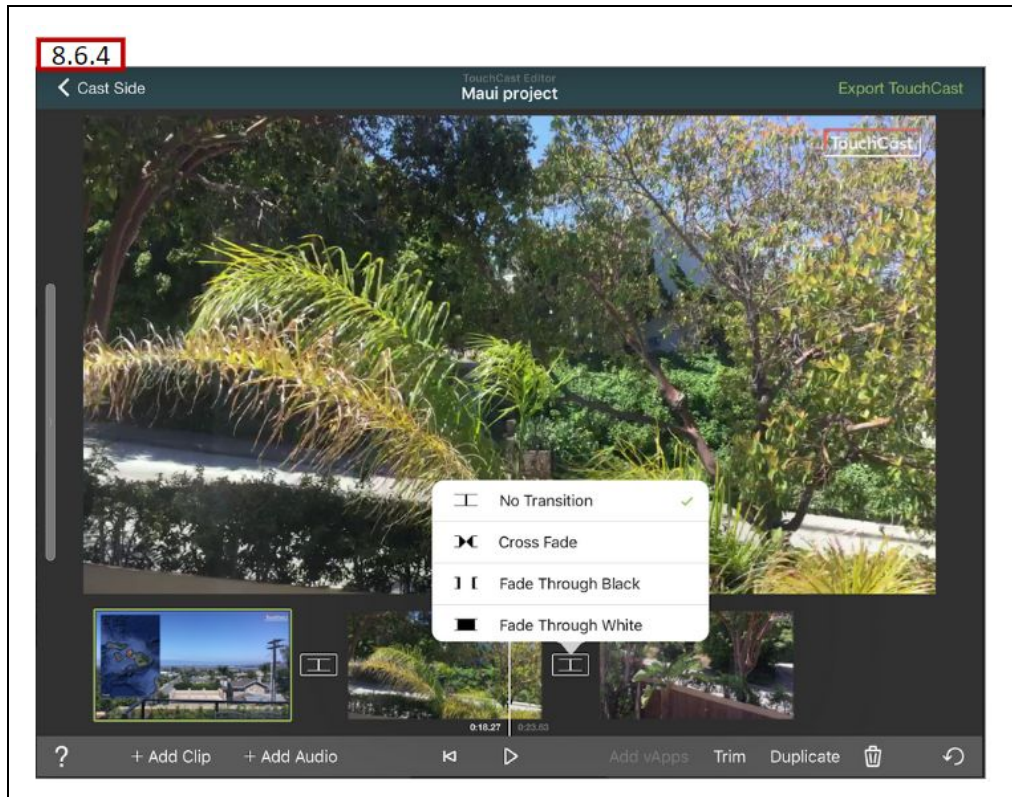 8.6.4
Cast Side
TouchCast Editor
Maui project
Export TouchCast
TouchCast
No Transition
Cross Fade
Fade Through Black
Fade Through White
0:18.27 0:23.63
? + Add Clip + Add Audio Add vApps Trim Duplicate